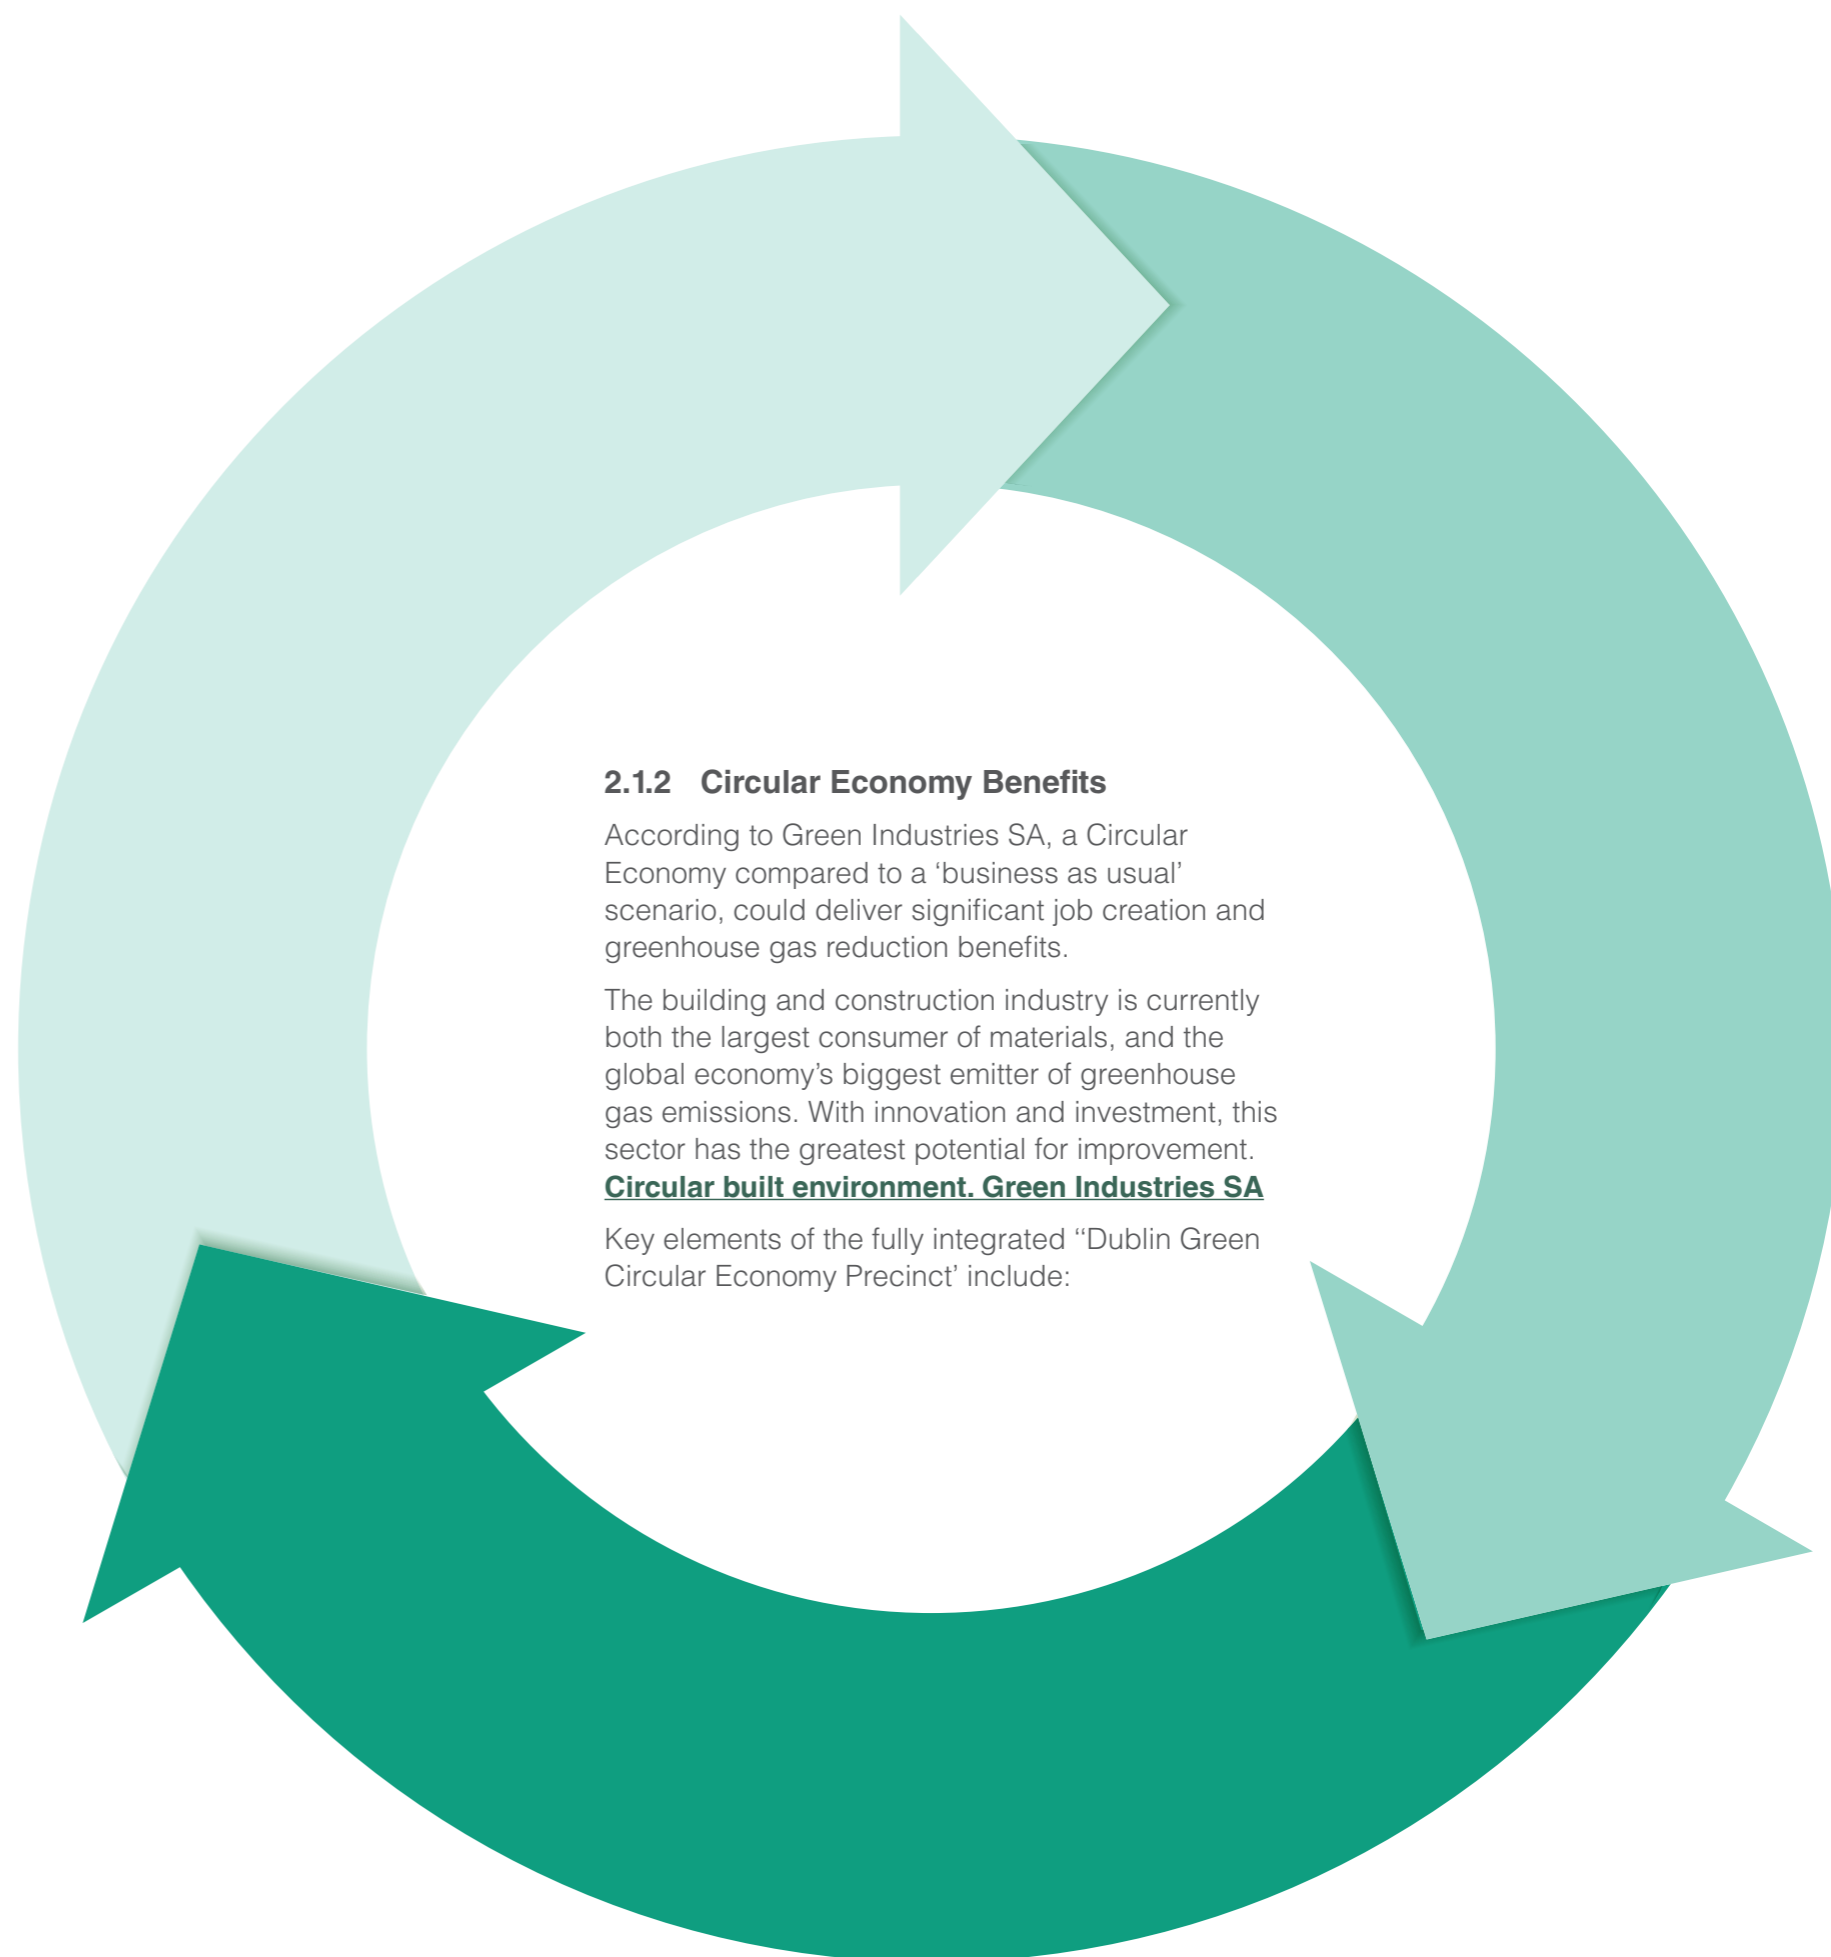 2.1.2 Circular Economy Benefits
According to Green Industries SA, a Circular
Economy compared to a ‘business as usual’
scenario, could deliver significant job creation and
greenhouse gas reduction benefits.
The building and construction industry is currently
both the largest consumer of materials, and the
global economy’s biggest emitter of greenhouse
gas emissions. With innovation and investment, this
sector has the greatest potential for improvement.
Circular built environment. Green Industries SA
Key elements of the fully integrated “Dublin Green
Circular Economy Precinct’ include: